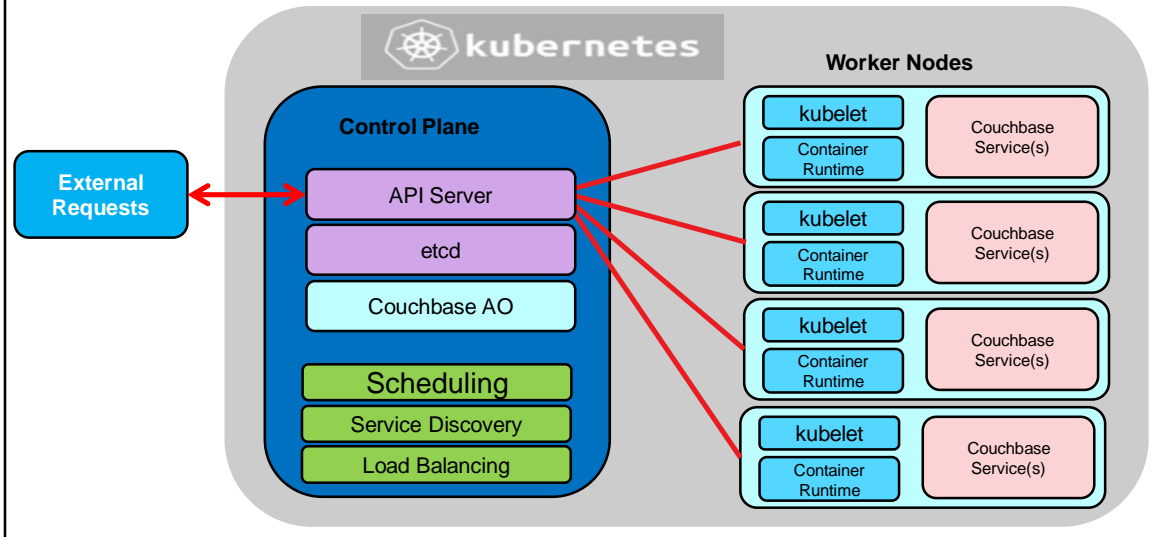 kubernetes
Worker Nodes
Control Plane
External
Requests
API Server
etcd
Couchbase AO
Scheduling
Service Discovery
Load Balancing
kubelet
Container
Runtime
Couchbase
Service(s)
kubelet
Container
Runtime
Couchbase
Service(s)
kubelet
Container
Runtime
Couchbase
Service(s)
kubelet
Container
Runtime
Couchbase
Service(s)